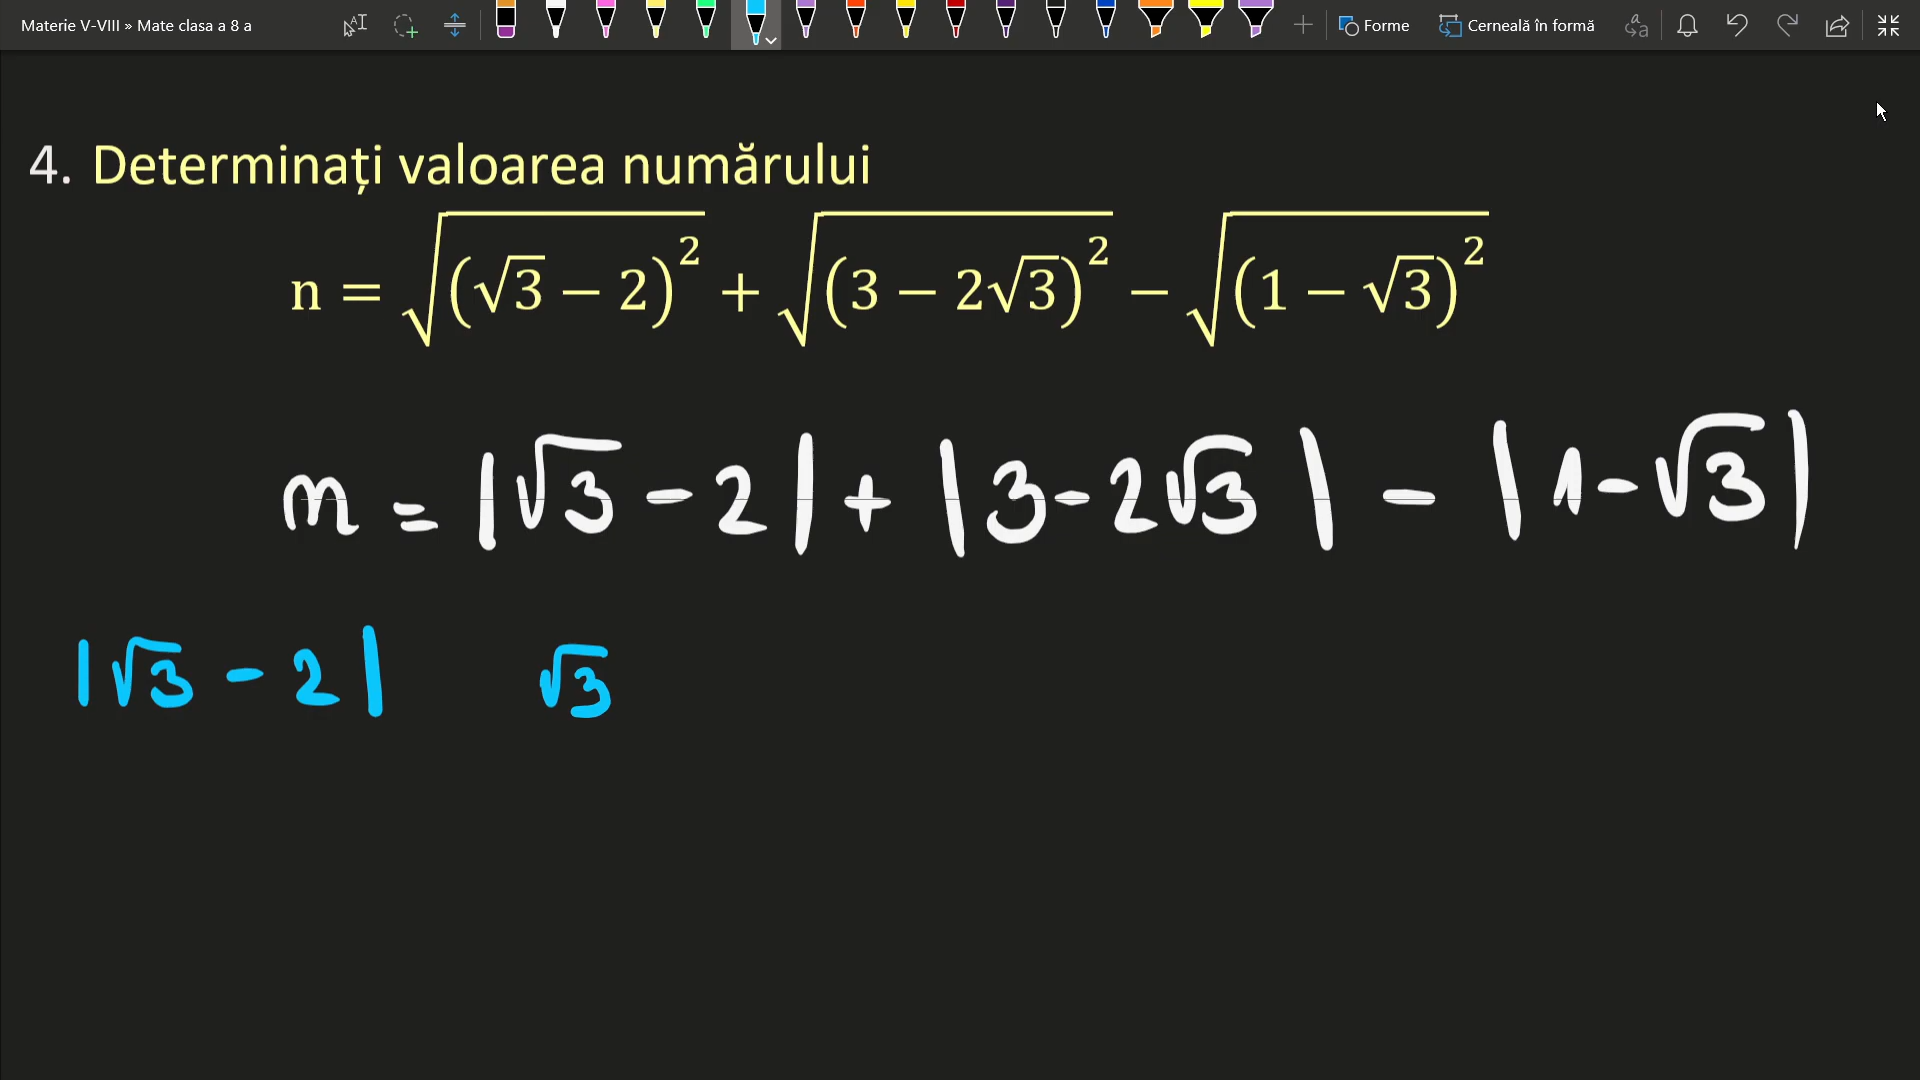 Materie V-VIII » Mate clasa a 8 a Forme Cerneală în formă
4. Determinați valoarea numărului
n = √(√3 − 2)² + √(3 − 2√3)² − √(1 − √3)²
n = |√3 − 2| + |3 − 2√3| − |1 − √3|
|√3 − 2| √3